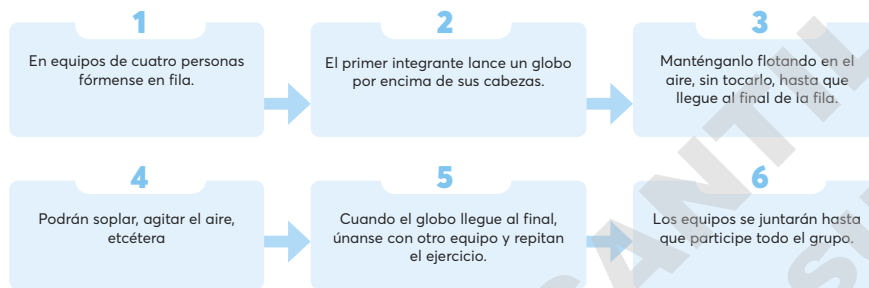 1
En equipos de cuatro personas
fórmense en fila.
2
El primer integrante lance un globo
por encima de sus cabezas.
3
Manténganlo flotando en el
aire, sin tocarlo, hasta que
llegue al final de la fila.
4
Podrán soplar, agitar el aire,
etcétera
5
Cuando el globo llegue al final,
únanse con otro equipo y repitan
el ejercicio.
6
Los equipos se juntarán hasta
que participe todo el grupo.